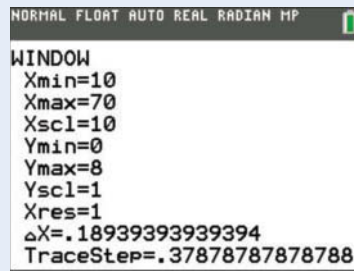 NORMAL FLOAT AUTO REAL RADIAN MP
WINDOW
Xmin=10
Xmax=70
Xscl=10
Ymin=0
Ymax=8
Yscl=1
Xres=1
△X=.18939393939394
TraceStep=.37878787878788